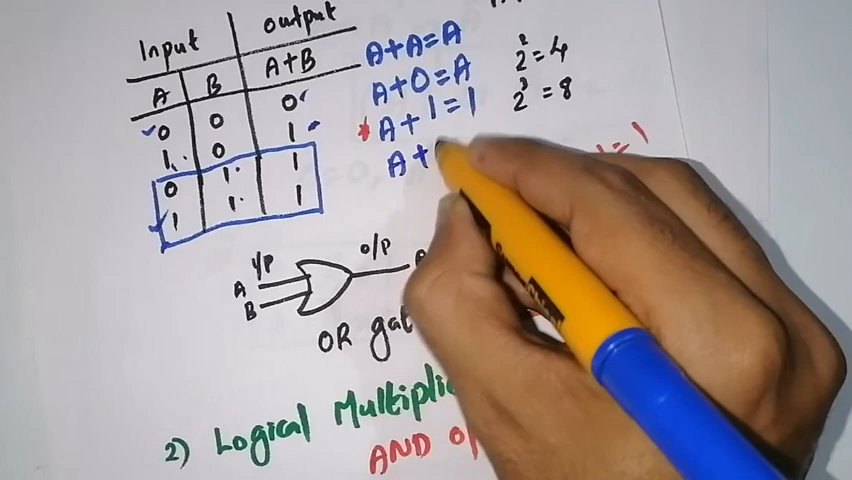 Input output
A B A+B
0 0 0
1 0 1
0 1 1
1 1 1
A+A=A
A+0=A
* A+1=1
A+
2² = 4
2³ = 8
I/P O/P
A
B
OR gat
2) Logical Multiplic
AND O